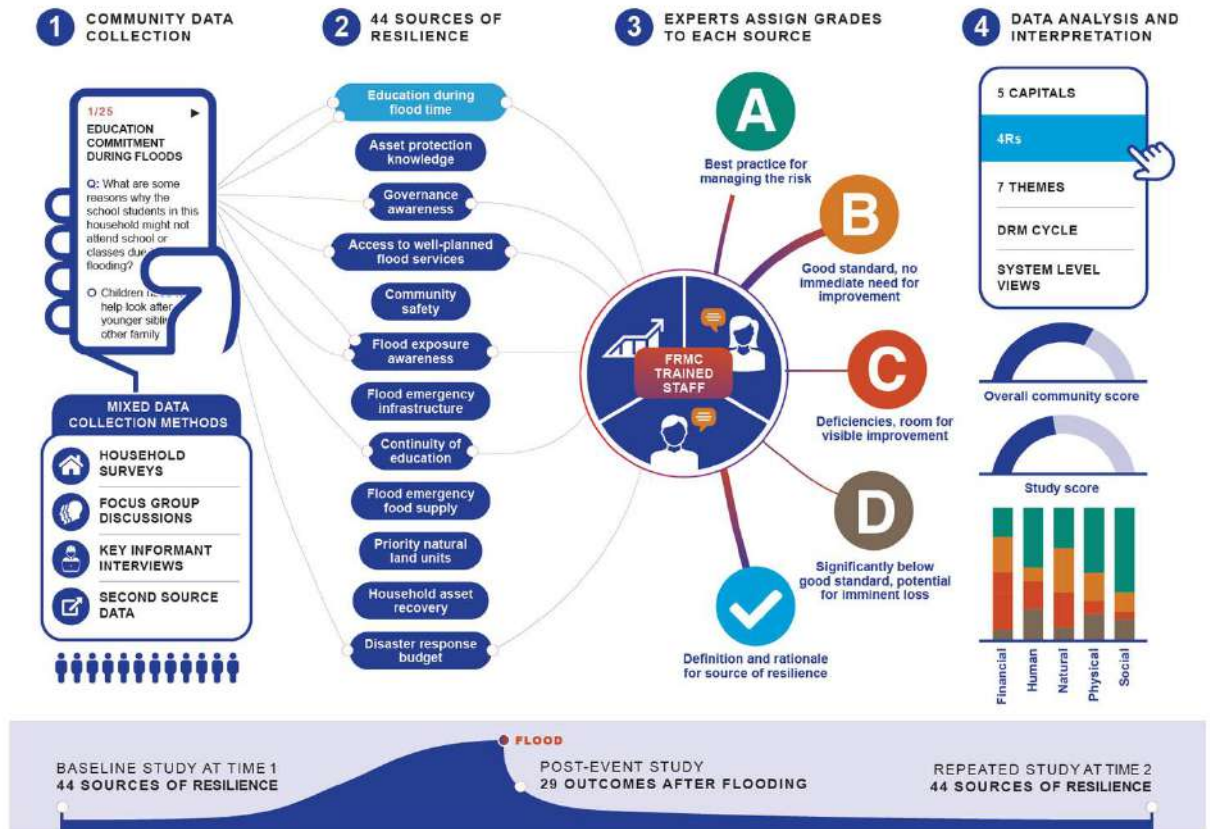 1
COMMUNITY DATA
COLLECTION
1/25
EDUCATION
COMMITMENT
DURING FLOODS
Q: What are some
reasons why the
school students in this
household might not
attend school or
classes due
flooding?
Children
help look after
younger
other family
MIXED DATA
COLLECTION METHODS
HOUSEHOLD
SURVEYS
FOCUS GROUP
DISCUSSIONS
KEY INFORMANT
INTERVIEWS
SECOND SOURCE
DATA
2
44 SOURCES OF
RESILIENCE
Education during
flood time
Asset protection
knowledge
Governance
awareness
Access to well-planned
flood services
Community
safety
Flood exposure
awareness
Flood emergency
infrastructure
Continuity of
education
Flood emergency
food supply
Priority natural
land units
Household asset
recovery
Disaster response
budget
3
EXPERTS ASSIGN GRADES
TO EACH SOURCE
FRMC
TRAINED
STAFF
A
Best practice for
managing the risk
B
Good standard, no
immediate need for
improvement
C
Deficiencies, room for
visible improvement
D
Significantly below
good standard, potential
for imminent loss
Definition and rationale
for source of resilience
4
DATA ANALYSIS AND
INTERPRETATION
5 CAPITALS
4Rs
7 THEMES
DRM CYCLE
SYSTEM LEVEL
VIEWS
Overall community score
Study score
Financial
Human
Natural
Physical
Social
BASELINE STUDY AT TIME 1
44 SOURCES OF RESILIENCE
FLOOD
POST-EVENT STUDY
29 OUTCOMES AFTER FLOODING
REPEATED STUDY AT TIME 2
44 SOURCES OF RESILIENCE